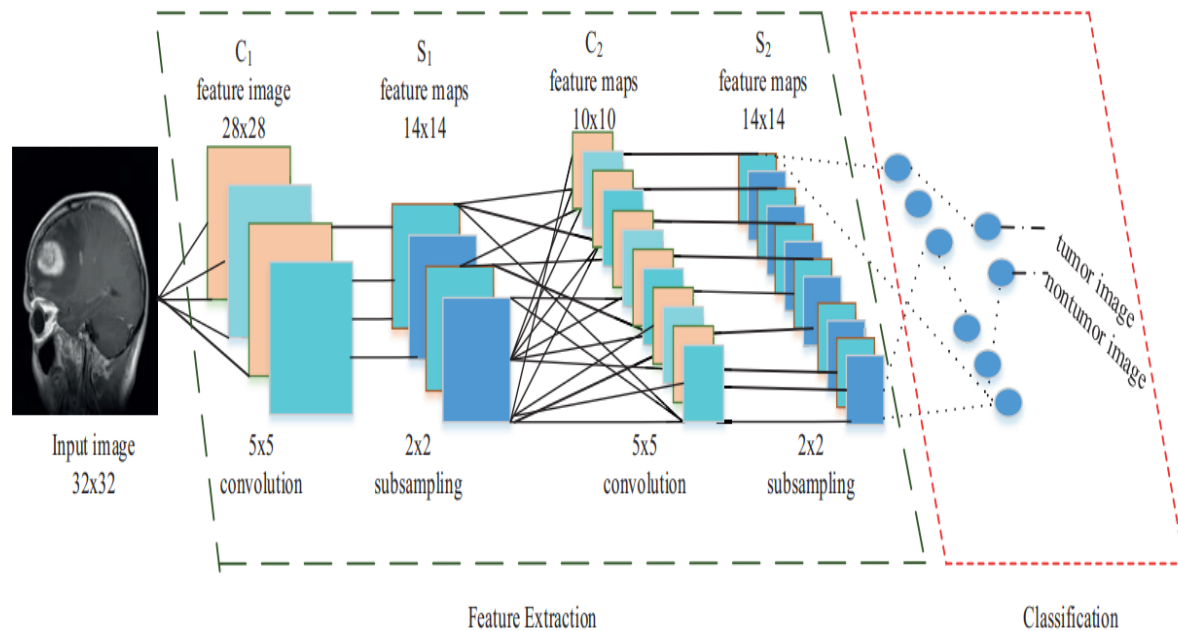 C₁
feature image
28x28
S₁
feature maps
14x14
C₂
feature maps
10x10
S₂
feature maps
14x14
tumor image
nontumor image
Input image
32x32
5x5
convolution
2x2
subsampling
5x5
convolution
2x2
subsampling
Feature Extraction
Classification